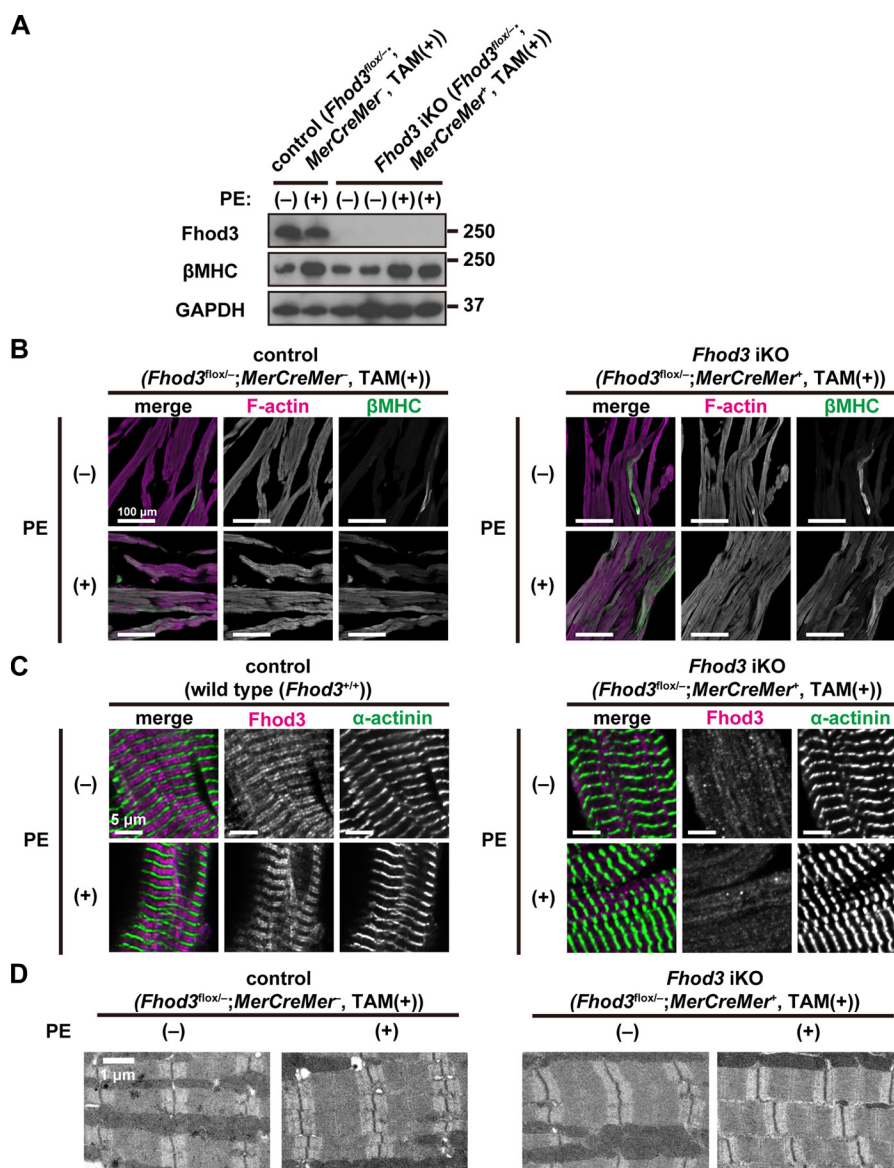 A
control (Fhod3flox/–;
MerCreMer–, TAM(+))
Fhod3 iKO (Fhod3flox/–;
MerCreMer+, TAM(+))
PE: (–) (+) (–) (–) (+) (+)
Fhod3 250
βMHC 250
GAPDH 37
B
control
(Fhod3flox/–;MerCreMer–, TAM(+))
merge F-actin βMHC
PE
(–)
100 µm
(+)
Fhod3 iKO
(Fhod3flox/–;MerCreMer+, TAM(+))
merge F-actin βMHC
PE
(–)
(+)
C
control
(wild type (Fhod3+/+))
merge Fhod3 α-actinin
PE
(–)
5 µm
(+)
Fhod3 iKO
(Fhod3flox/–;MerCreMer+, TAM(+))
merge Fhod3 α-actinin
PE
(–)
(+)
D
control
(Fhod3flox/–;MerCreMer–, TAM(+))
PE (–) (+)
1 µm
Fhod3 iKO
(Fhod3flox/–;MerCreMer+, TAM(+))
(–) (+)